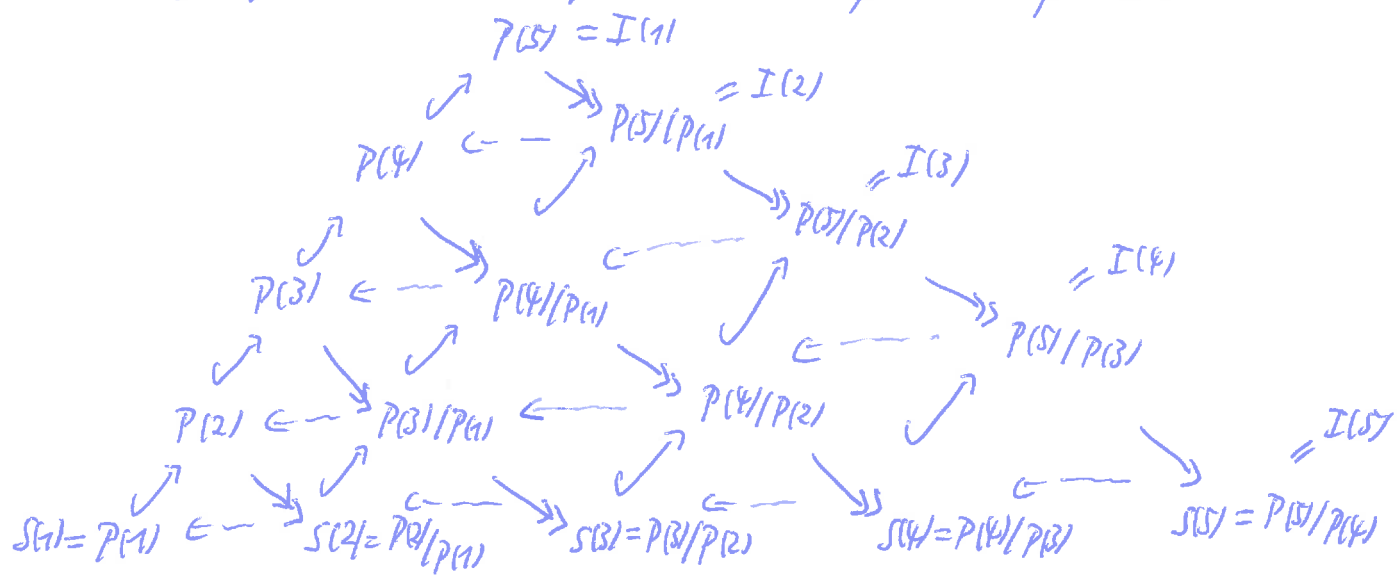 P(5) = I(1)
P(5)/P(1) = I(2)
P(4)
P(5)/P(2) = I(3)
P(3)
P(4)/P(1)
P(5)/P(3) = I(4)
P(2)
P(3)/P(1)
P(4)/P(2)
S(1) = P(1)
S(2) = P(2)/P(1)
S(3) = P(3)/P(2)
S(4) = P(4)/P(3)
S(5) = P(5)/P(4) = I(5)